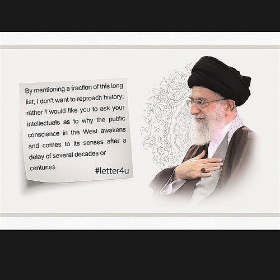 By mentioning a fraction of this long
list, I don't want to reproach history;
rather I would like you to ask your
intellectuals as to why the public
conscience in the West awakens
and comes to its senses after a
delay of several decades or
centuries
#letter4u